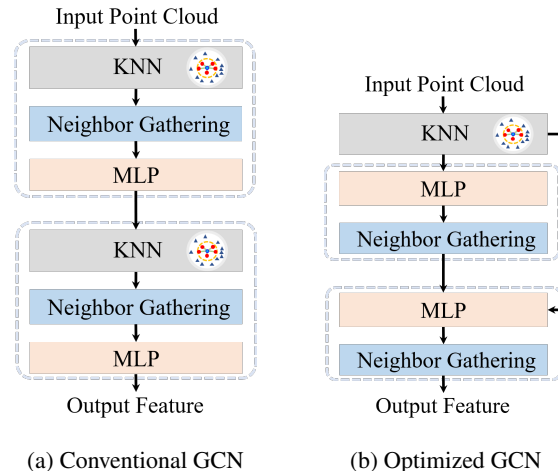 Input Point Cloud
KNN
Neighbor Gathering
MLP
KNN
Neighbor Gathering
MLP
Output Feature
(a) Conventional GCN
Input Point Cloud
KNN
MLP
Neighbor Gathering
MLP
Neighbor Gathering
Output Feature
(b) Optimized GCN